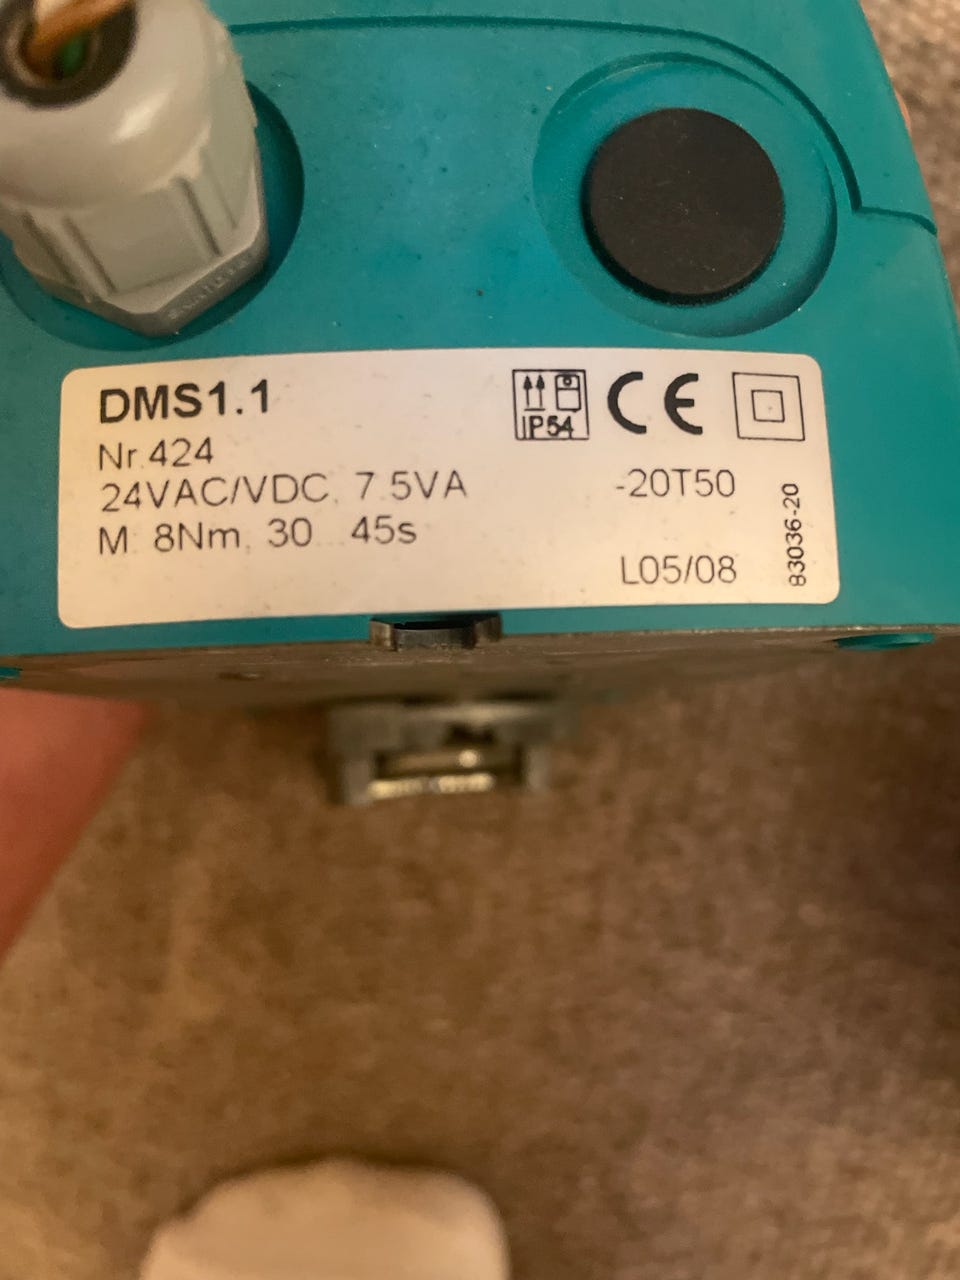 DMS1.1
Nr.424
24VAC/VDC, 7.5VA
M: 8Nm, 30...45s
IP54
CE
-20T50
L05/08
83036-20